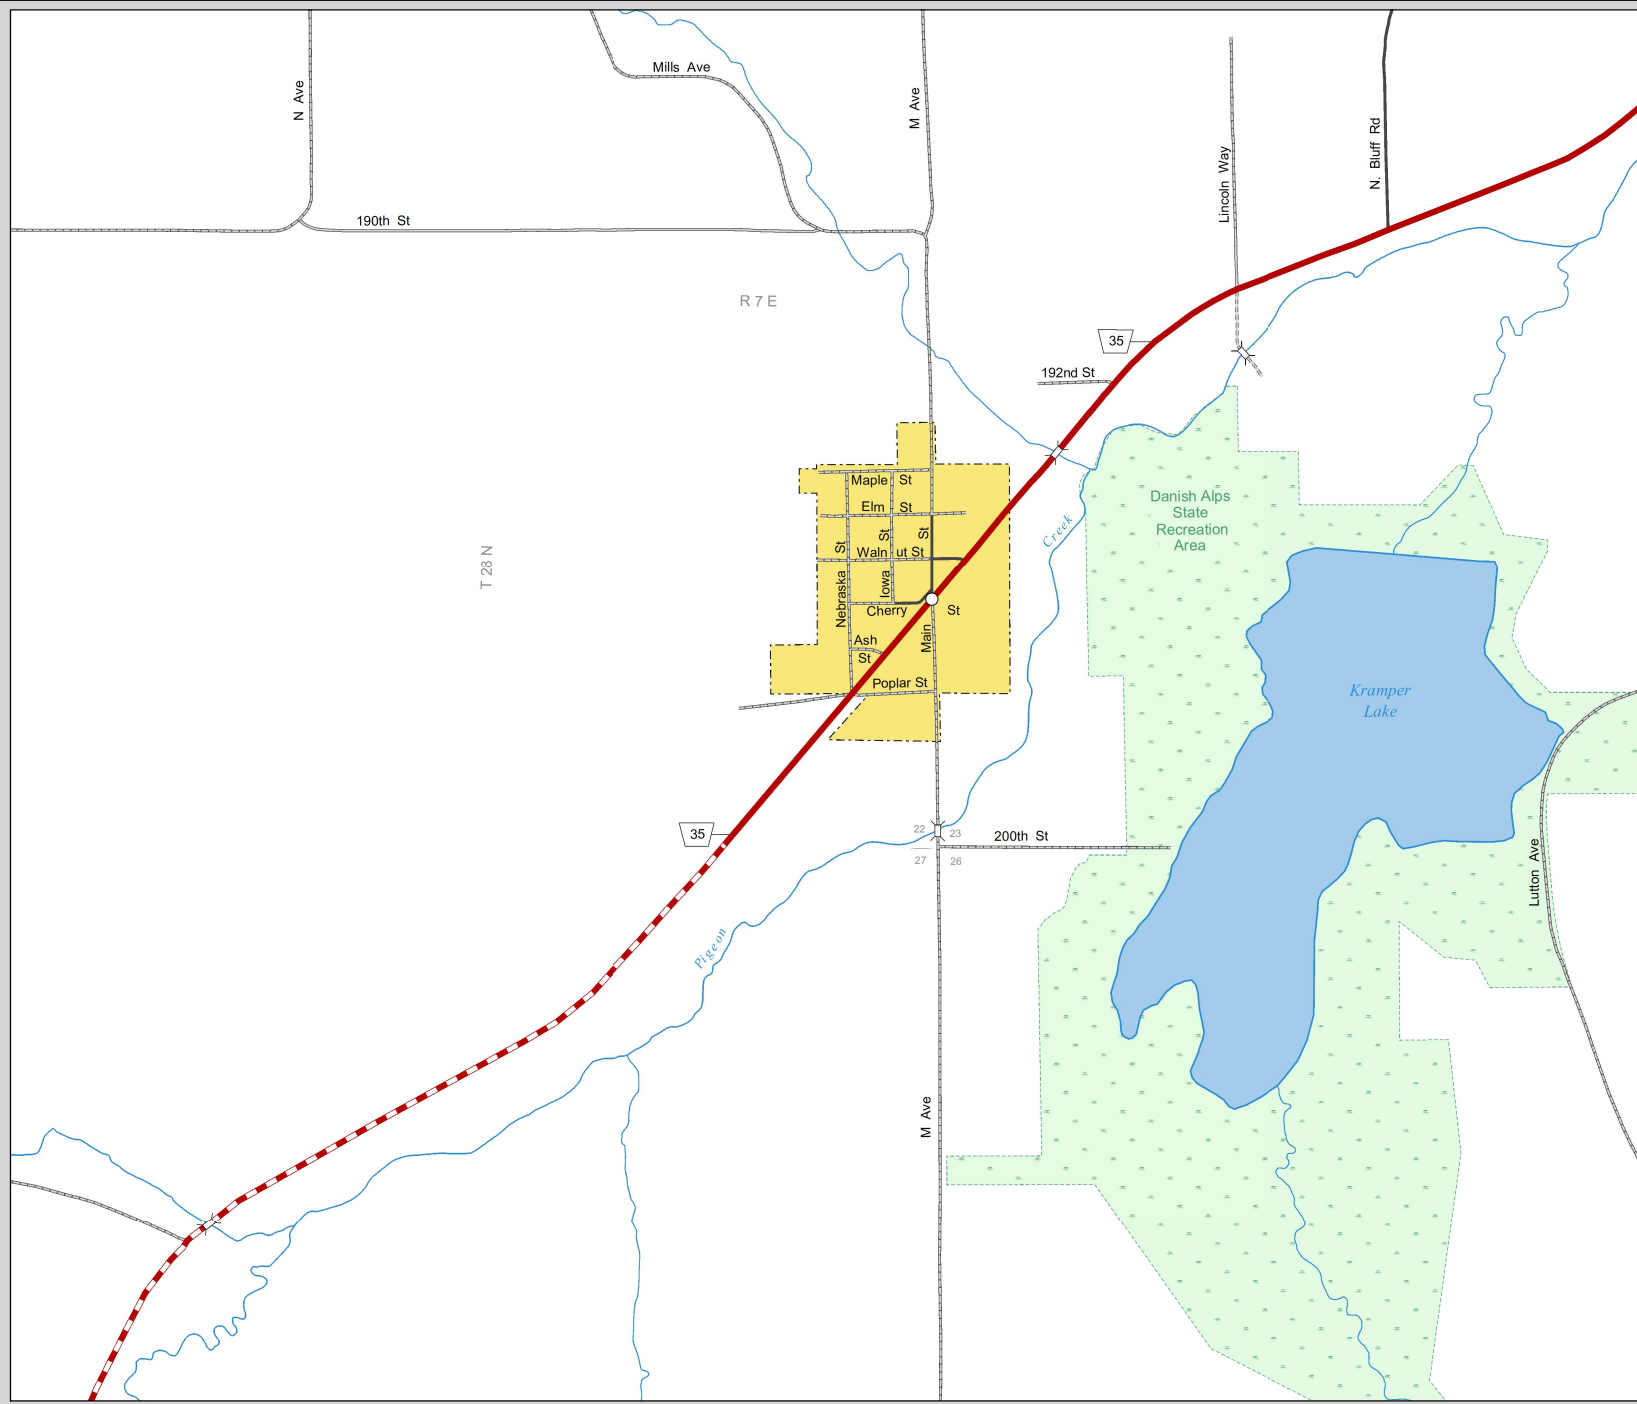 Mills Ave
N Ave
M Ave
N. Bluff Rd
Lincoln Way
190th St
R 7 E
35
192nd St
Maple St
Danish Alps
State
Recreation
Area
Elm St
Creek
St
St
St
Walnut St
T 28 N
Nebraska
Iowa
Cherry St
Main
Ash
St
Poplar St
Kramper
Lake
35
22 23
200th St
27 26
Lutton Ave
Pigeon
M Ave